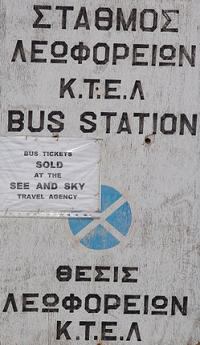 ΣΤΑΘΜΟΣ
ΛΕΩΦΟΡΕΙΩΝ
Κ.Τ.Ε.Λ
BUS STATION
BUS TICKETS
SOLD
AT THE
SEE AND SKY
TRAVEL AGENCY
ΘΕΣΙΣ
ΛΕΩΦΟΡΕΙΩΝ
Κ.Τ.Ε.Λ